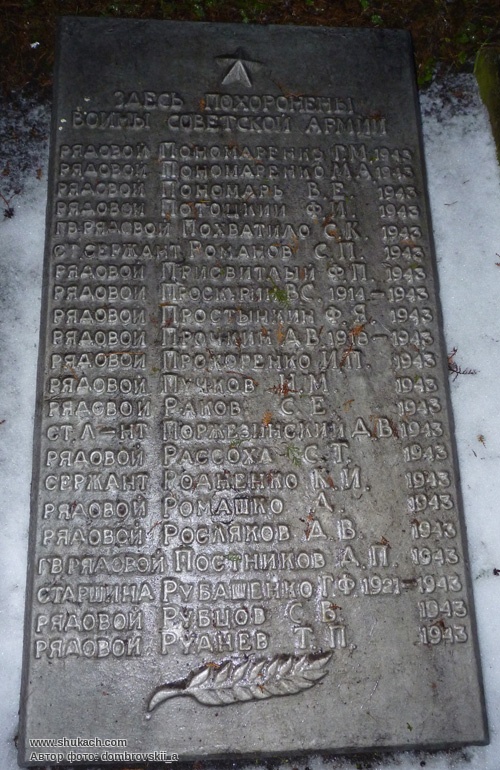 ЗДЕСЬ ПОХОРОНЕНЫ
ВОИНЫ СОВЕТСКОЙ АРМИИ
РЯДОВОЙ ПОНОМАРЕНКО Г.М. 1943
РЯДОВОЙ ПОНОМАРЕНКО М.А 1943
РЯДОВОЙ ПОНОМАРЬ В.Е. 1943
РЯДОВОЙ ПОТОЦКИЙ Ф.И. 1943
ГВ РЯДОВОЙ ПОХВАТИЛО С.К. 1943
СТ. СЕРЖАНТ РОМАНОВ С.П. 1943
РЯДОВОЙ ПРИСВИТЛЫЙ Ф.П. 1943
РЯДОВОЙ ПРОСКУРИН В.С. 1914-1943
РЯДОВОЙ ПРОСТЫНКИН Ф.Я 1943
РЯДОВОЙ ПРОЧКИН Д.В. 1918-1943
РЯДОВОЙ ПРОХОРЕНКО И.П. 1943
РЯДОВОЙ ПУЧКОВ 1943
РЯДОВОЙ РАКОВ С.Е. 1943
СТ. Л-НТ ПОРЖЕЗИНСКИЙ Д.В. 1943
РЯДОВОЙ РАССОХА С.Т. 1943
СЕРЖАНТ РОДНЕНКО К.И. 1943
РЯДОВОЙ РОМАШКО 1943
РЯДОВОЙ РОСЛЯКОВ Д.В. 1943
ГВ РЯДОВОЙ ПОСТНИКОВ Д.П. 1943
СТАРШИНА РУБАШЕНКО Г.Ф 1921-1943
РЯДОВОЙ РУБЦОВ С.В. 1943
РЯДОВОЙ РУДНЕВ Т.П. 1943
www.shukach.com
Автор фото: dombrovskii_a